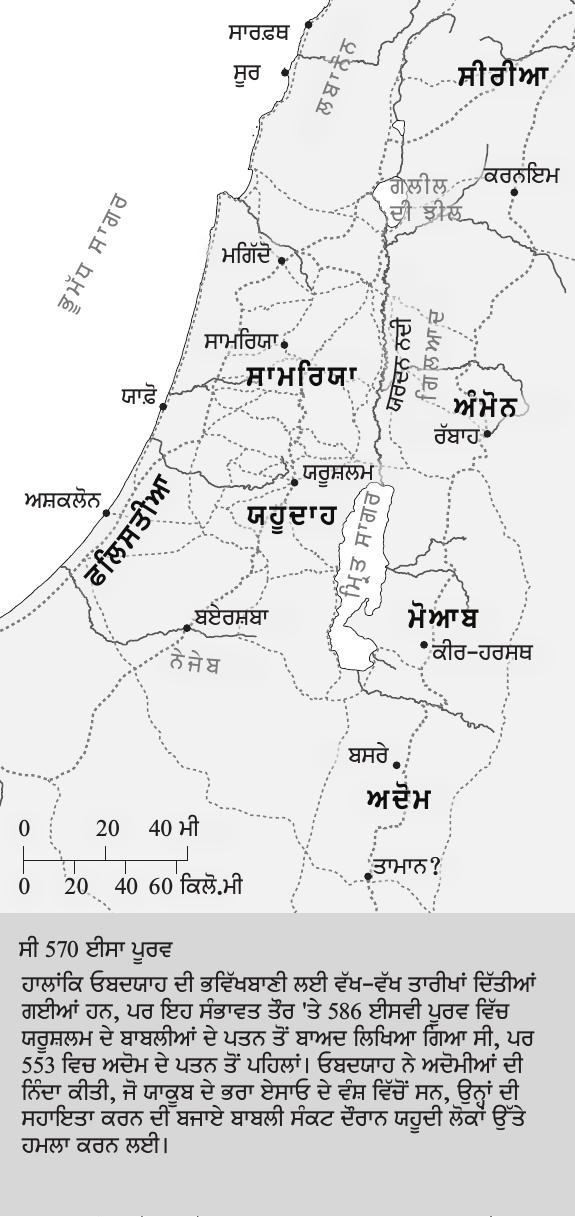 ਸਾਰਫ਼ਥ
ਸੂਰ
ਲਬਾਨੋਨ
ਸੀਰੀਆ
ਕਰਨਇਮ
ਗਲੀਲ
ਦੀ ਝੀਲ
ਭੂਮੱਧ ਸਾਗਰ
ਮਗਿੱਦੋ
ਸਾਮਰਿਯਾ
ਸਾਮਰਿਯਾ
ਯਰਦਨ ਨਦੀ
ਗਿਲਆਦ
ਯਾਫ਼ੋ
ਅੰਮੋਨ
ਰੱਬਾਹ
ਯਰੂਸ਼ਲਮ
ਅਸ਼ਕਲੋਨ
ਫਲਿਸਤੀਆ
ਯਹੂਦਾਹ
ਮ੍ਰਿਤ ਸਾਗਰ
ਬਏਰਸ਼ਬਾ
ਮੋਆਬ
ਕੀਰ-ਹਰਸਥ
ਨੇਜੇਬ
ਬਸਰੇ
ਅਦੋਮ
ਤਾਮਾਨ?
0 20 40 ਮੀ
0 20 40 60 ਕਿਲੋ.ਮੀ
ਸੀ 570 ਈਸਾ ਪੂਰਵ
ਹਾਲਾਂਕਿ ਓਬਦਯਾਹ ਦੀ ਭਵਿੱਖਬਾਣੀ ਲਈ ਵੱਖ-ਵੱਖ ਤਾਰੀਖਾਂ ਦਿੱਤੀਆਂ
ਗਈਆਂ ਹਨ, ਪਰ ਇਹ ਸੰਭਾਵਤ ਤੌਰ 'ਤੇ 586 ਈਸਵੀ ਪੂਰਵ ਵਿੱਚ
ਯਰੂਸ਼ਲਮ ਦੇ ਬਾਬਲੀਆਂ ਦੇ ਪਤਨ ਤੋਂ ਬਾਅਦ ਲਿਖਿਆ ਗਿਆ ਸੀ, ਪਰ
553 ਵਿਚ ਅਦੋਮ ਦੇ ਪਤਨ ਤੋਂ ਪਹਿਲਾਂ। ਓਬਦਯਾਹ ਨੇ ਅਦੋਮੀਆਂ ਦੀ
ਨਿੰਦਾ ਕੀਤੀ, ਜੋ ਯਾਕੂਬ ਦੇ ਭਰਾ ਏਸਾਓ ਦੇ ਵੰਸ਼ ਵਿੱਚੋਂ ਸਨ, ਉਨ੍ਹਾਂ ਦੀ
ਸਹਾਇਤਾ ਕਰਨ ਦੀ ਬਜਾਏ ਬਾਬਲੀ ਸੰਕਟ ਦੌਰਾਨ ਯਹੂਦੀ ਲੋਕਾਂ ਉੱਤੇ
ਹਮਲਾ ਕਰਨ ਲਈ।